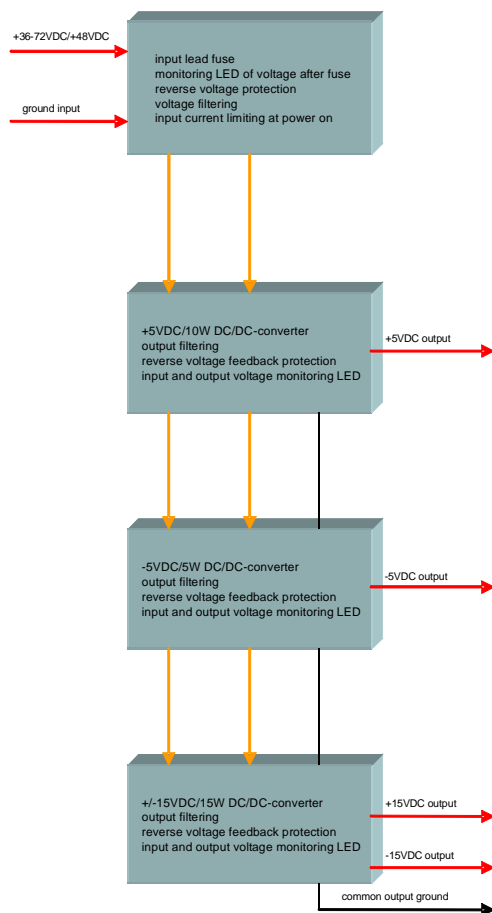 +36-72VDC/+48VDC
ground input
input lead fuse
monitoring LED of voltage after fuse
reverse voltage protection
voltage filtering
input current limiting at power on
+5VDC/10W DC/DC-converter
output filtering
reverse voltage feedback protection
input and output voltage monitoring LED
+5VDC output
-5VDC/5W DC/DC-converter
output filtering
reverse voltage feedback protection
input and output voltage monitoring LED
-5VDC output
+/-15VDC/15W DC/DC-converter
output filtering
reverse voltage feedback protection
input and output voltage monitoring LED
+15VDC output
-15VDC output
common output ground